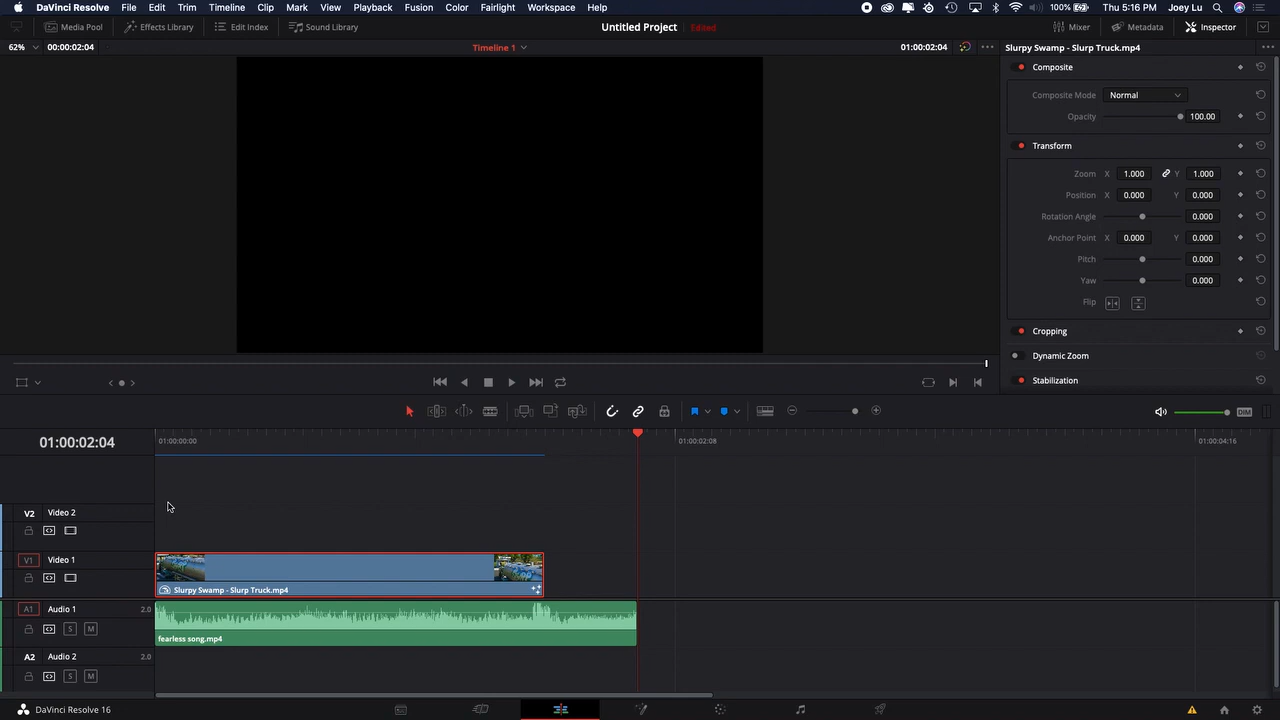 DaVinci Resolve File Edit Trim Timeline Clip Mark View Playback Fusion Color Fairlight Workspace Help 100% Thu 5:16 PM Joey Lu
Media Pool Effects Library Edit Index Sound Library Untitled Project Edited Mixer Metadata Inspector
62% 00:00:02:04 Timeline 1 01:00:02:04 Slurpy Swamp - Slurp Truck.mp4
Composite
Composite Mode Normal
Opacity 100.00
Transform
Zoom X 1.000 Y 1.000
Position X 0.000 Y 0.000
Rotation Angle 0.000
Anchor Point X 0.000 Y 0.000
Pitch 0.000
Yaw 0.000
Flip
Cropping
Dynamic Zoom
Stabilization
DIM
01:00:02:04 01:00:00:00 01:00:02:08 01:00:04:16
V2 Video 2
V1 Video 1
Slurpy Swamp - Slurp Truck.mp4
A1 Audio 1 2.0
S M
fearless song.mp4
A2 Audio 2 2.0
S M
DaVinci Resolve 16